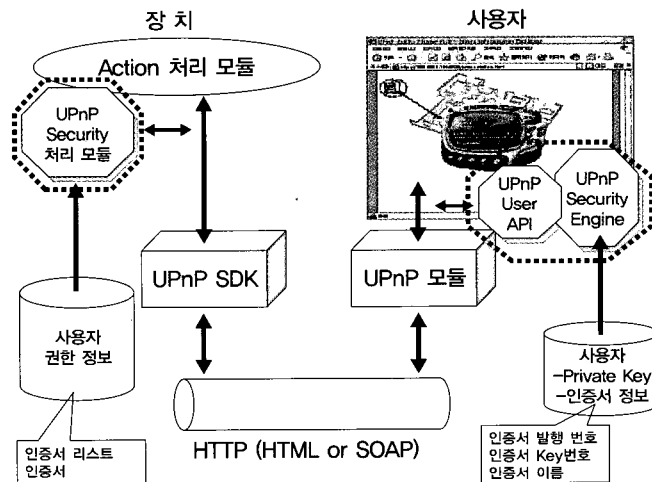 장 치
사용자
Action 처리 모듈
UPnP
Security
처리 모듈
UPnP
User
API
UPnP
Security
Engine
UPnP SDK
UPnP 모듈
사용자
권한 정보
사용자
-Private Key
-인증서 정보
인증서 리스트
인증서
HTTP (HTML or SOAP)
인증서 발행 번호
인증서 Key번호
인증서 이름